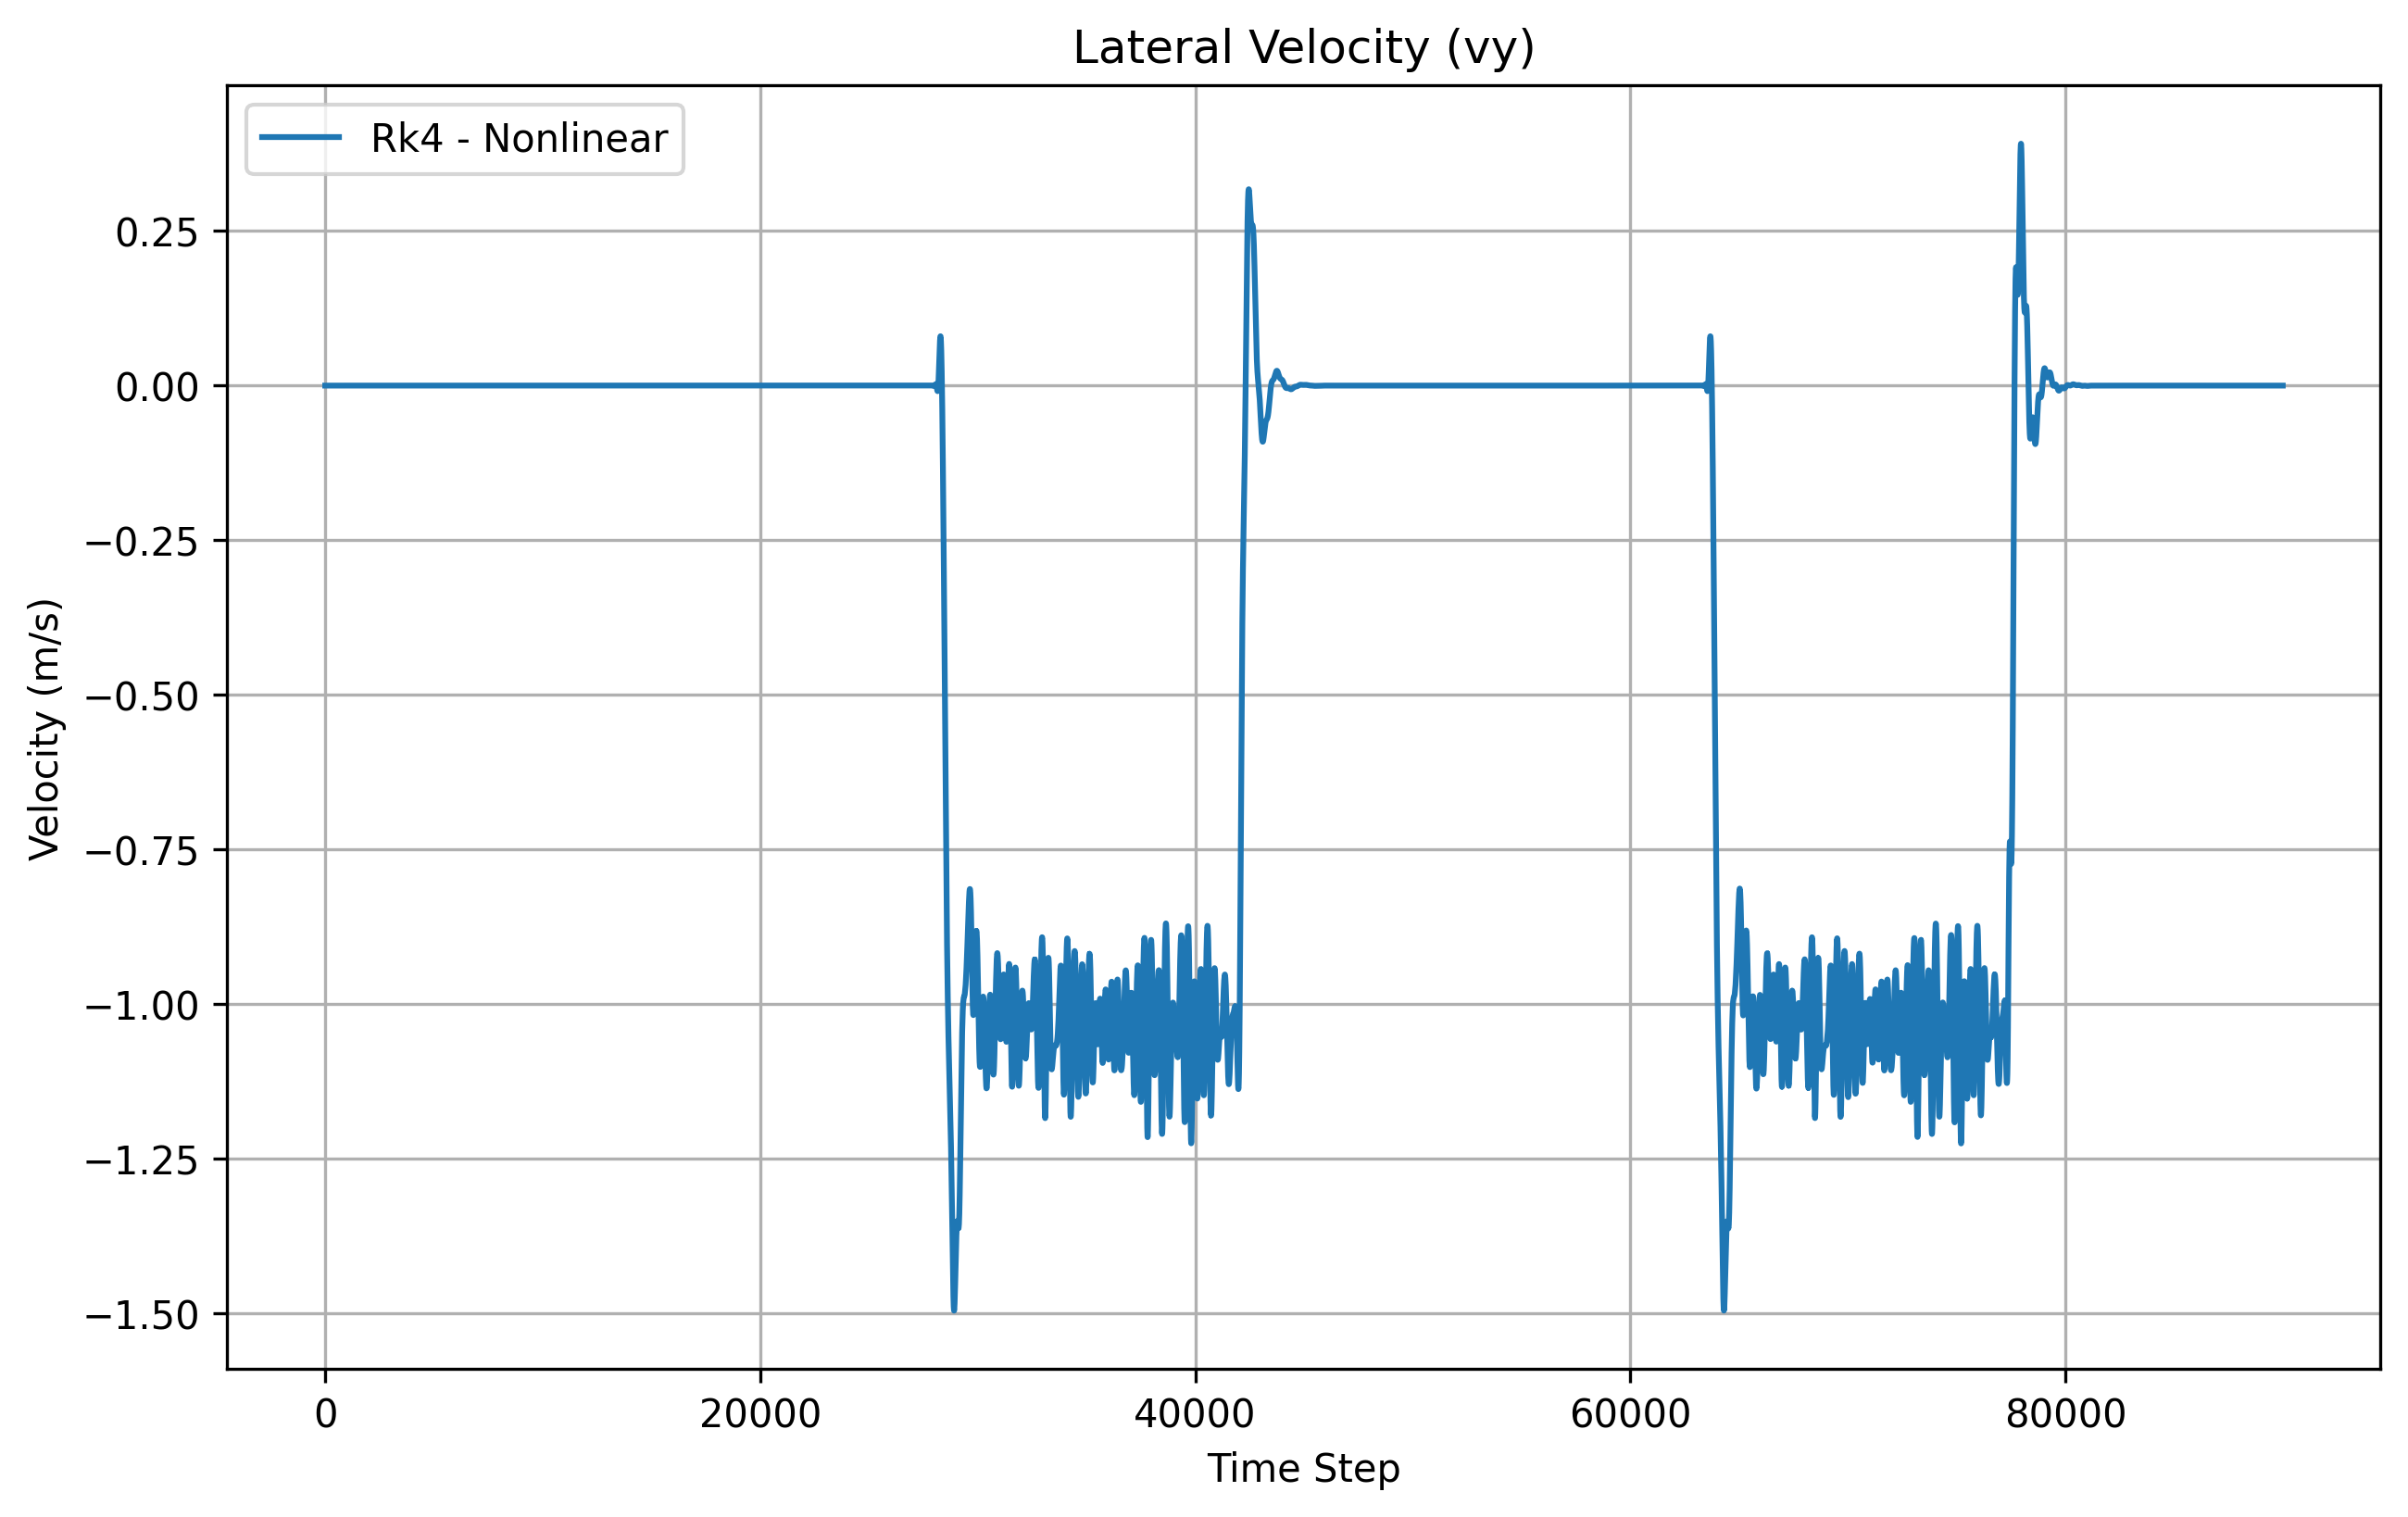 Lateral Velocity (vy)
Rk4 - Nonlinear
0.25
0.00
−0.25
−0.50
−0.75
−1.00
−1.25
−1.50
Velocity (m/s)
0 20000 40000 60000 80000
Time Step